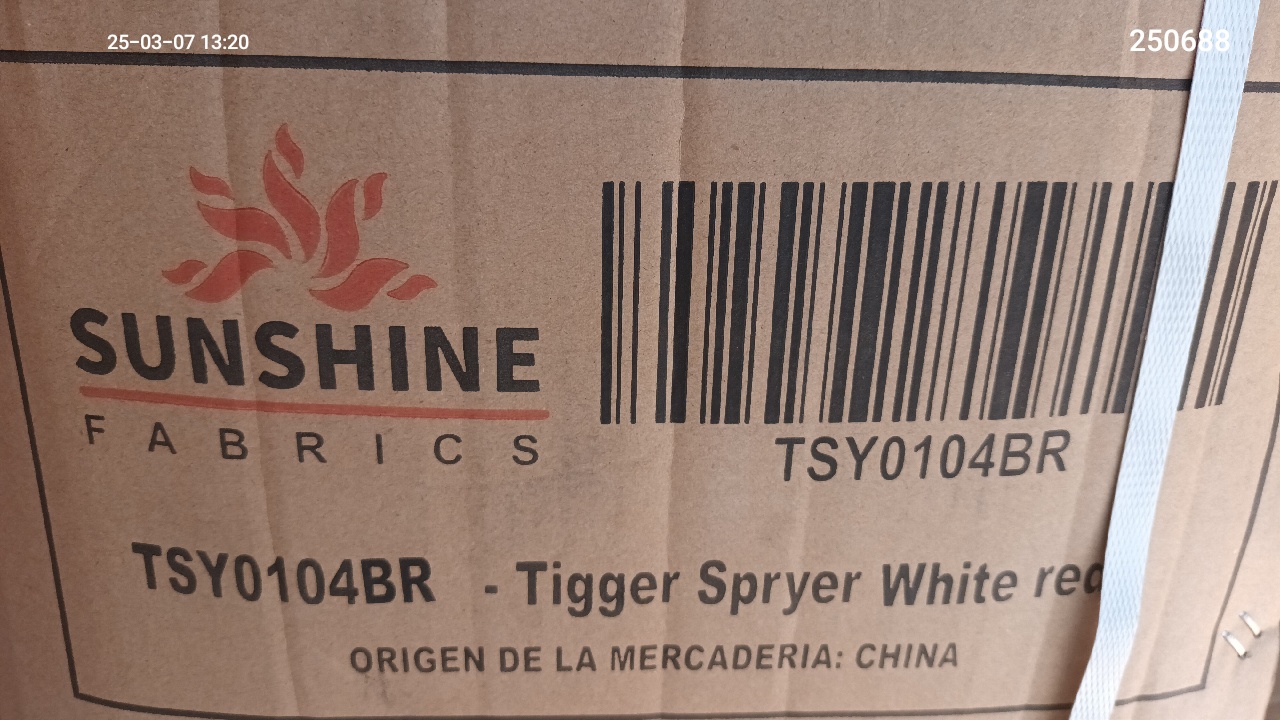 25-03-07 13:20
250688
SUNSHINE
FABRICS
TSY0104BR
TSY0104BR - Tigger Spryer White
ORIGEN DE LA MERCADERIA: CHINA